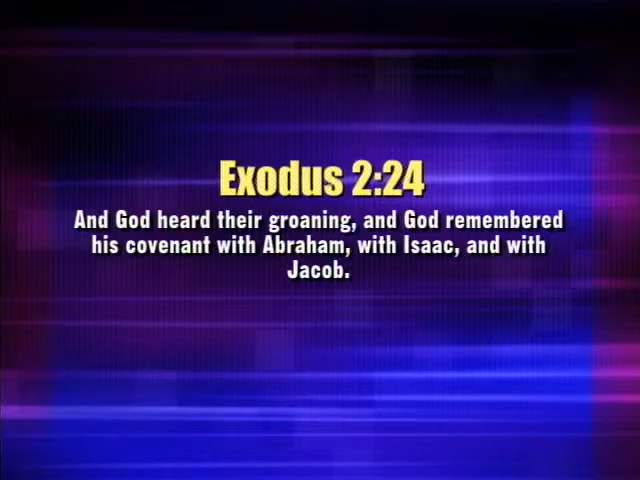 Exodus 2:24
And God heard their groaning, and God remembered
his covenant with Abraham, with Isaac, and with
Jacob.